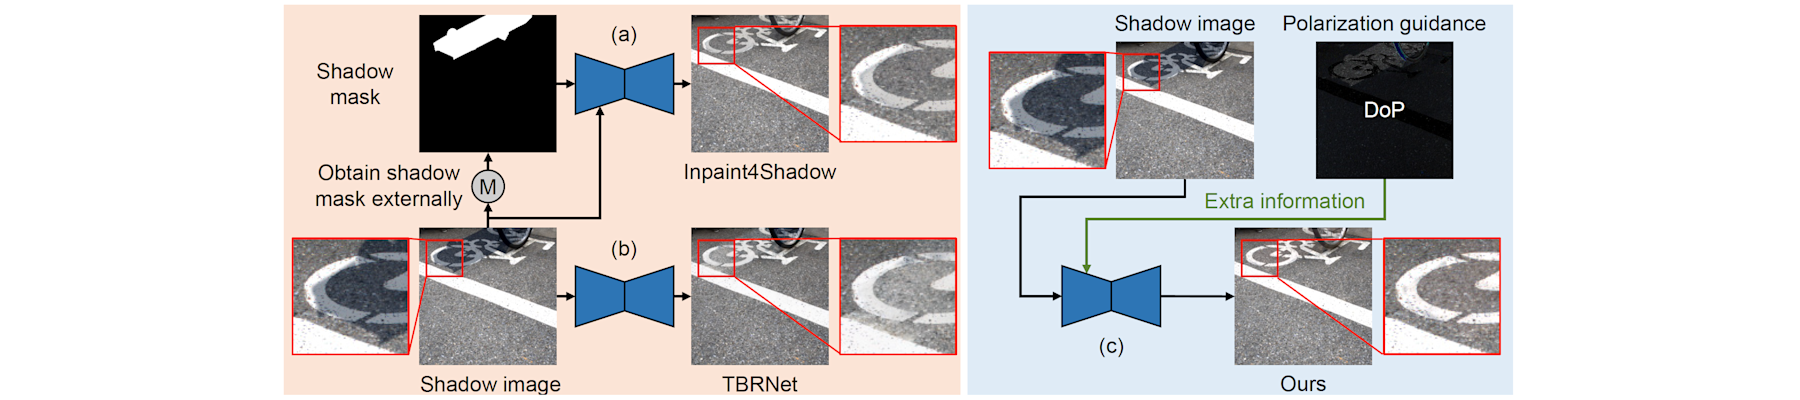 (a)
Shadow
mask
Inpaint4Shadow
Obtain shadow
mask externally
M
(b)
Shadow image
TBRNet
Shadow image
Polarization guidance
DoP
Extra information
(c)
Ours